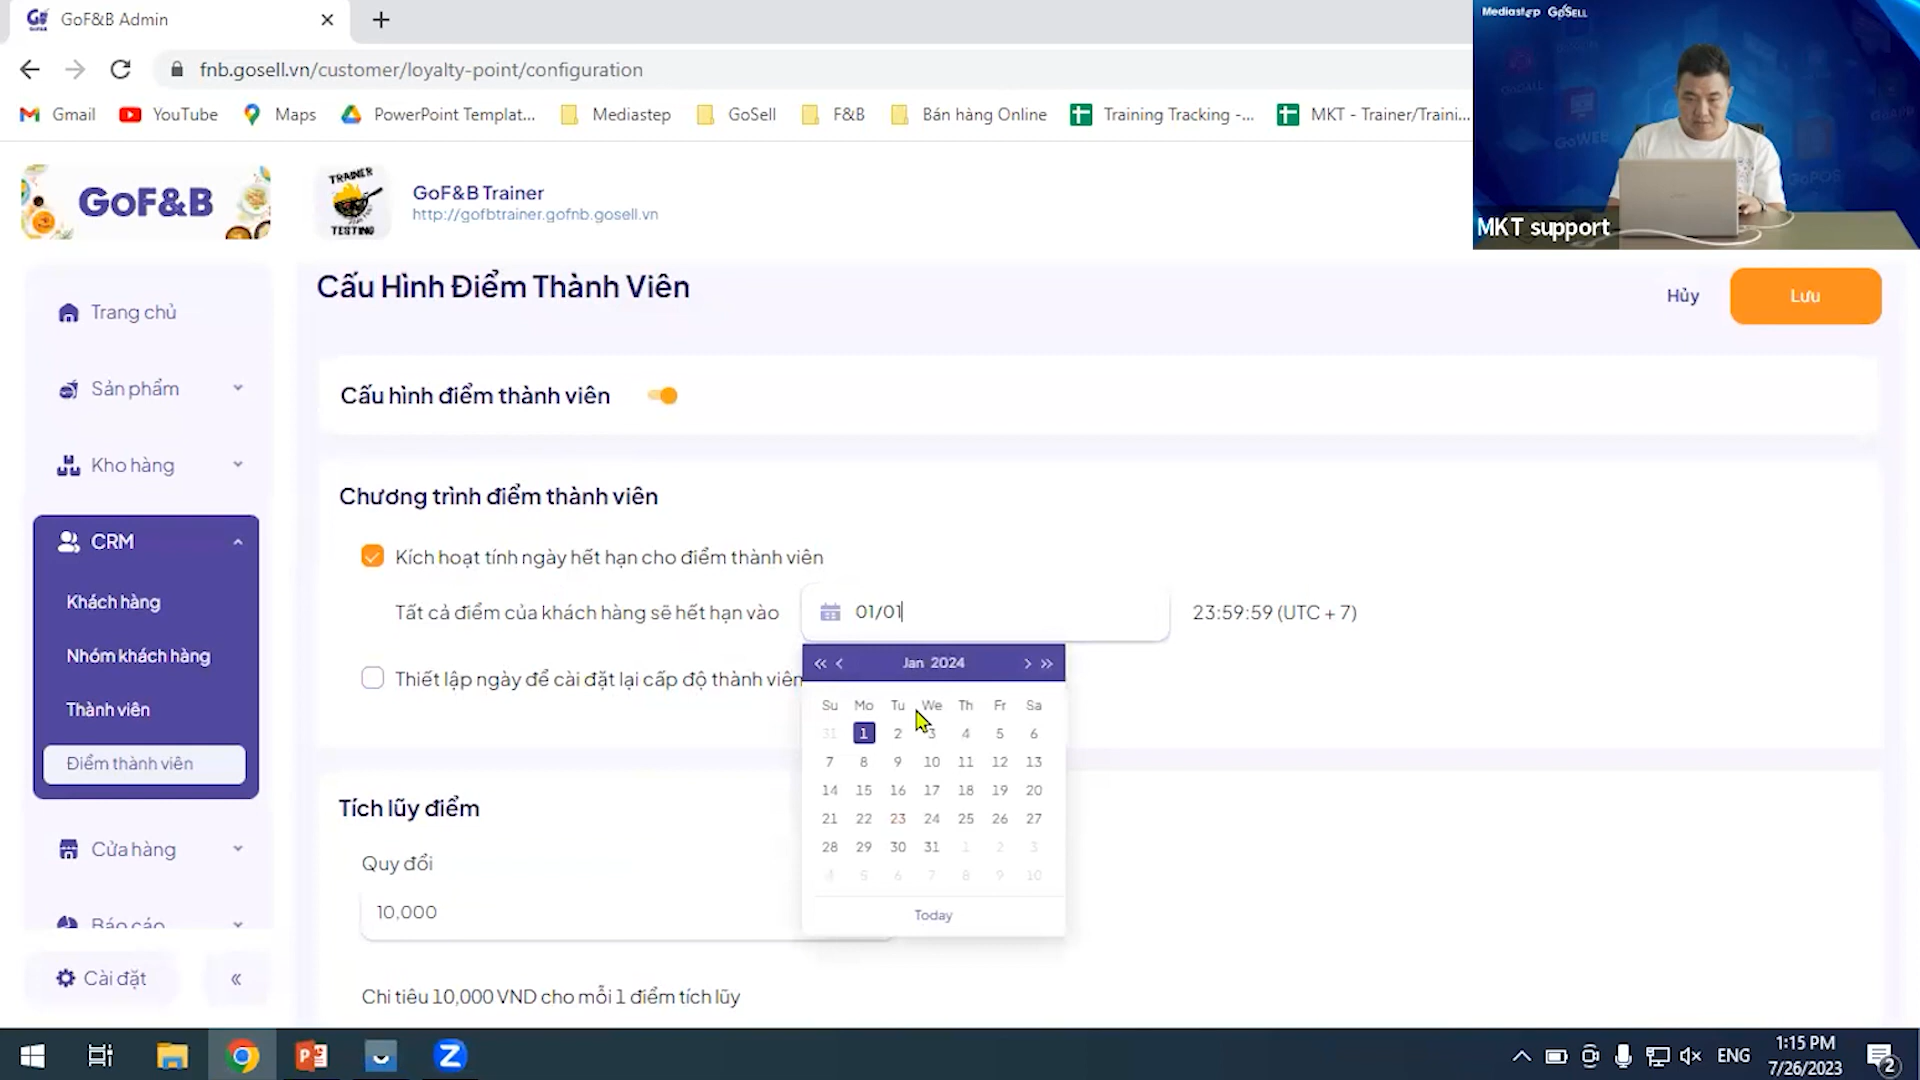 GoF&B Admin
fnb.gosell.vn/customer/loyalty-point/configuration
Gmail
YouTube
Maps
PowerPoint Templat...
Mediastep
GoSell
F&B
Bán hàng Online
Training Tracking -...
MKT - Trainer/Traini...
Mediastep GoSELL
GoWEB
GoPOS
MKT support
GoF&B
TRAINER
TESTING
GoF&B Trainer
http://gofbtrainer.gofnb.gosell.vn
Trang chủ
Sản phẩm
Kho hàng
CRM
Khách hàng
Nhóm khách hàng
Thành viên
Điểm thành viên
Cửa hàng
Báo cáo
Cài đặt
«
Cấu Hình Điểm Thành Viên
Hủy
Lưu
Cấu hình điểm thành viên
Chương trình điểm thành viên
Kích hoạt tính ngày hết hạn cho điểm thành viên
Tất cả điểm của khách hàng sẽ hết hạn vào 01/01 23:59:59 (UTC + 7)
Thiết lập ngày để cài đặt lại cấp độ thành viên
« ‹ Jan 2024 › »
Su Mo Tu We Th Fr Sa
31 1 2 3 4 5 6
7 8 9 10 11 12 13
14 15 16 17 18 19 20
21 22 23 24 25 26 27
28 29 30 31 1 2 3
4 5 6 7 8 9 10
Today
Tích lũy điểm
Quy đổi
10,000
Chi tiêu 10,000 VND cho mỗi 1 điểm tích lũy
ENG
1:15 PM
7/26/2023
2